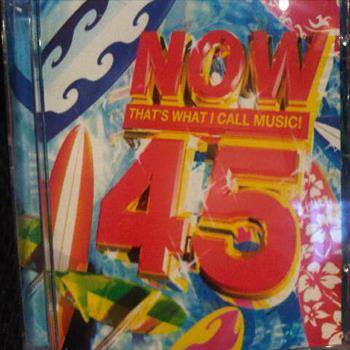 NOW
THAT'S WHAT I CALL MUSIC!
45